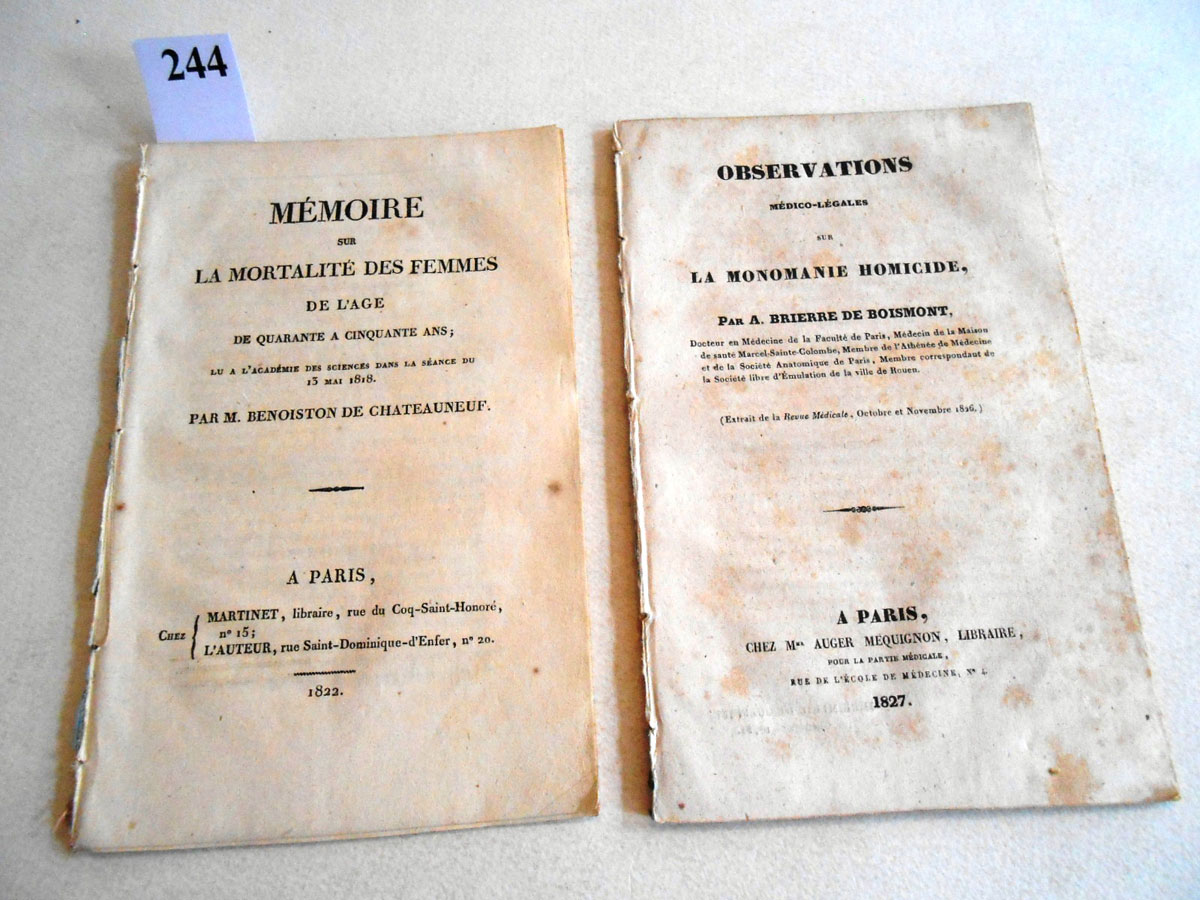 244
MÉMOIRE
SUR
LA MORTALITÉ DES FEMMES
DE L'AGE
DE QUARANTE A CINQUANTE ANS;
LU A L'ACADÉMIE DES SCIENCES DANS LA SÉANCE DU
13 MAI 1818.
PAR M. BENOISTON DE CHATEAUNEUF.
A PARIS,
CHEZ { MARTINET, libraire, rue du Coq-Saint-Honoré,
n° 15;
L'AUTEUR, rue Saint-Dominique-d'Enfer, n° 20.
1822.
OBSERVATIONS
MÉDICO-LÉGALES
SUR
LA MONOMANIE HOMICIDE,
PAR A. BRIERRE DE BOISMONT,
Docteur en Médecine de la Faculté de Paris, Médecin de la Maison
de santé Marcel-Sainte-Colombe, Membre de l'Athénée de Médecine
et de la Société Anatomique de Paris, Membre correspondant de
la Société libre d'Émulation de la ville de Rouen.
(Extrait de la Revue Médicale, Octobre et Novembre 1826.)
A PARIS,
CHEZ AUGER MÉQUIGNON, LIBRAIRE,
POUR LA PARTIE MÉDICALE,
RUE DE L'ÉCOLE DE MÉDECINE, N° 4.
1827.